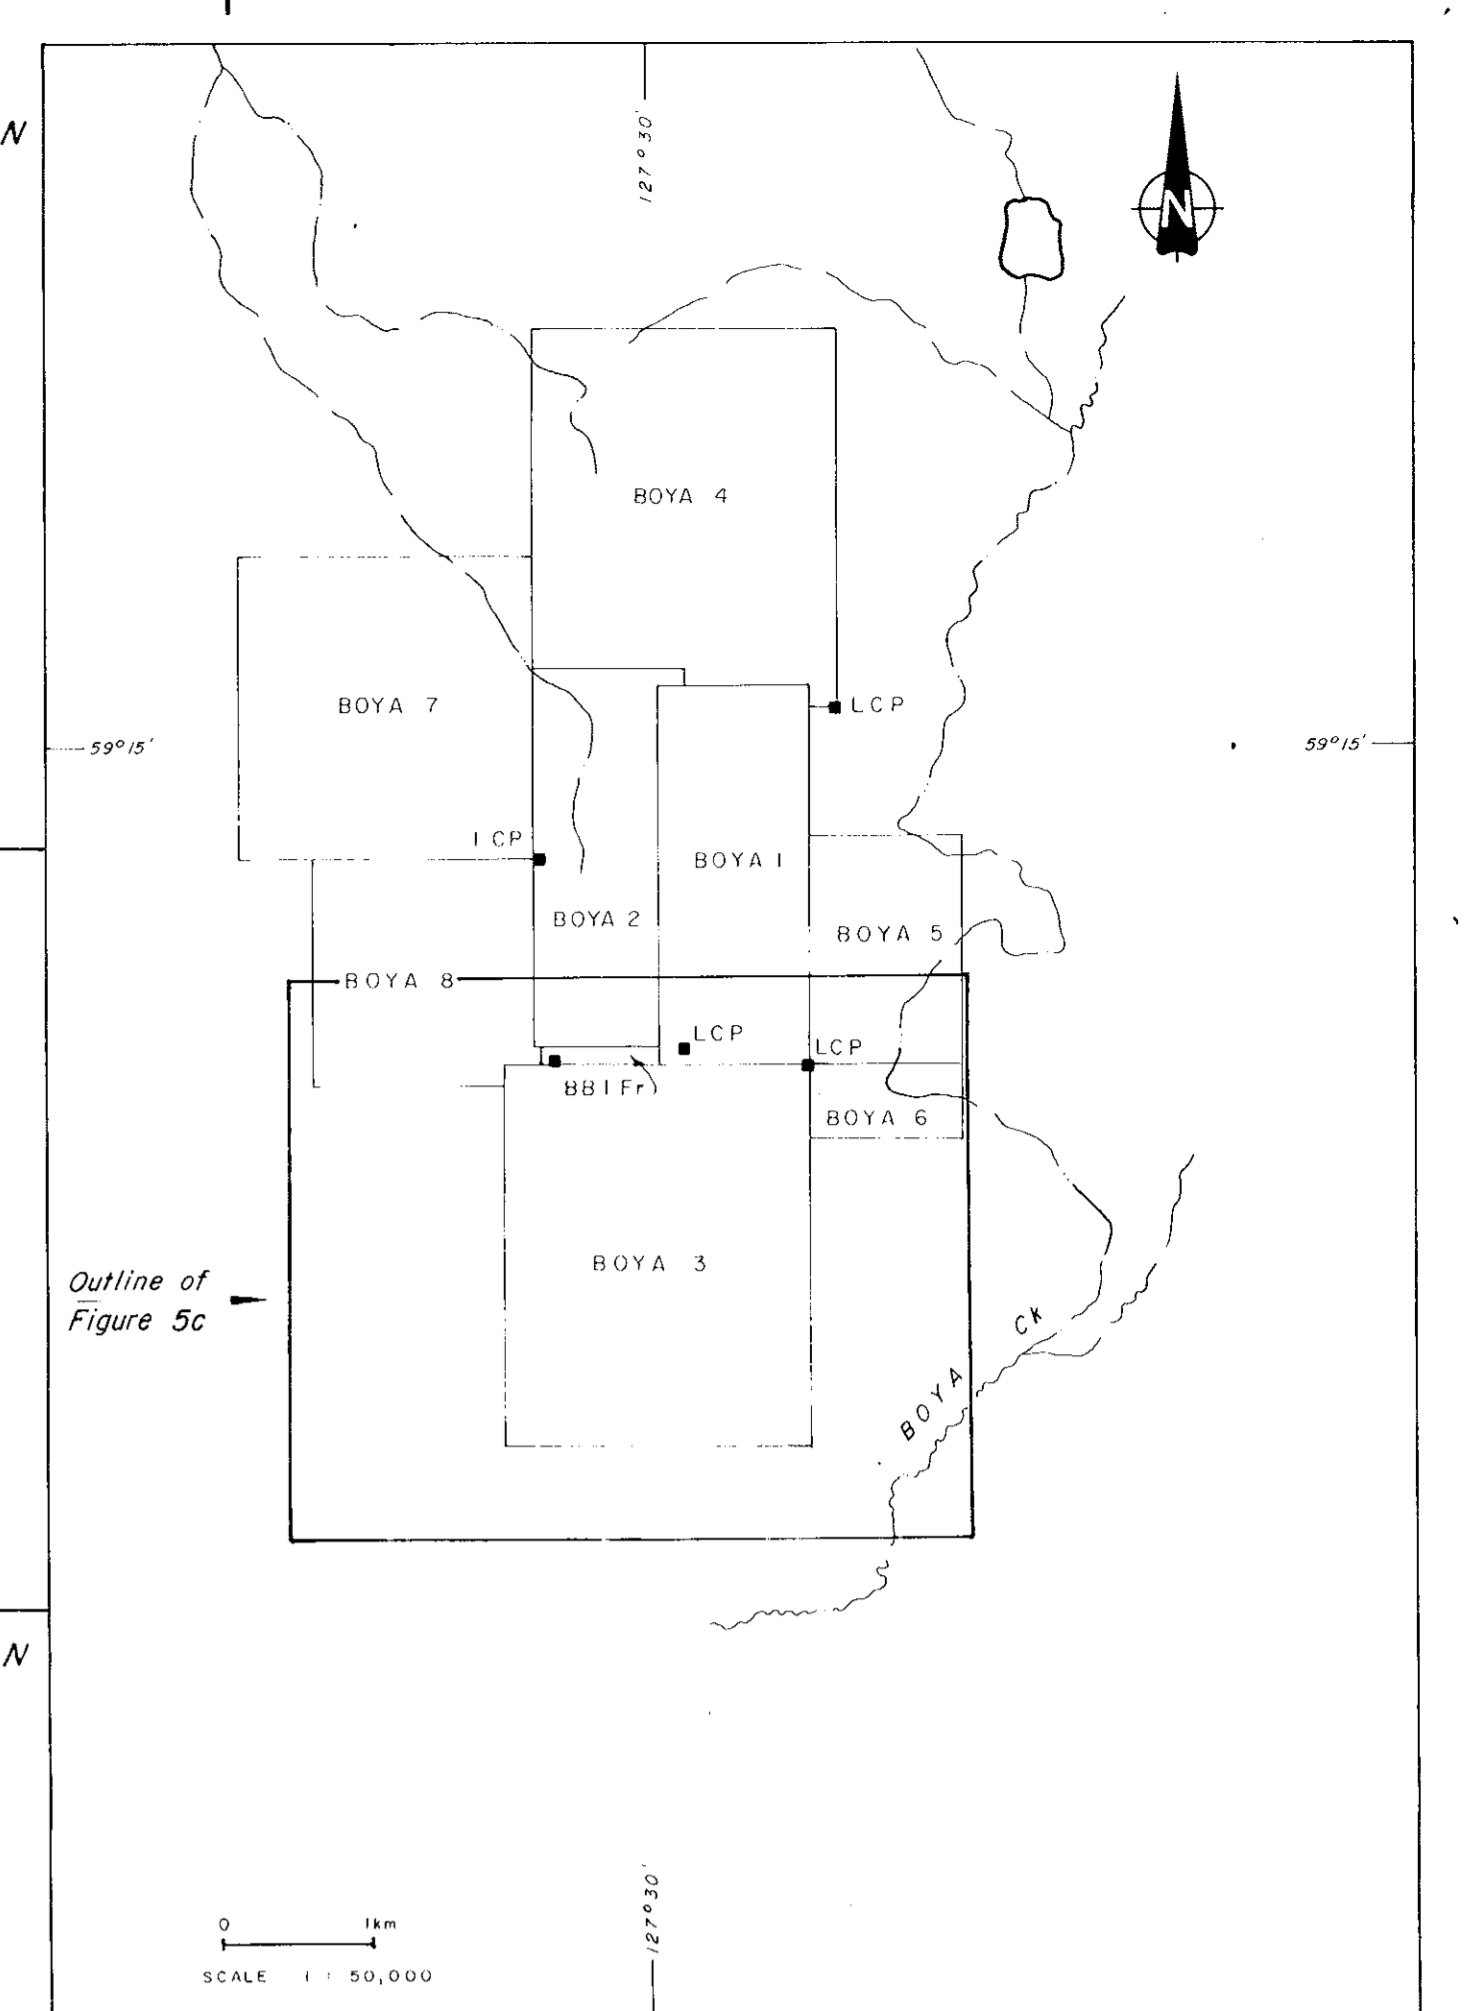 N
127°30'
N
BOYA 4
BOYA 7
LCP
59°15'
59°15'
LCP
BOYA 1
BOYA 2
BOYA 5
BOYA 8
LCP
LCP
BB1Fr
BOYA 6
BOYA 3
Outline of
Figure 5c
BOYA CK
N
127°30'
0 1km
SCALE 1 : 50,000